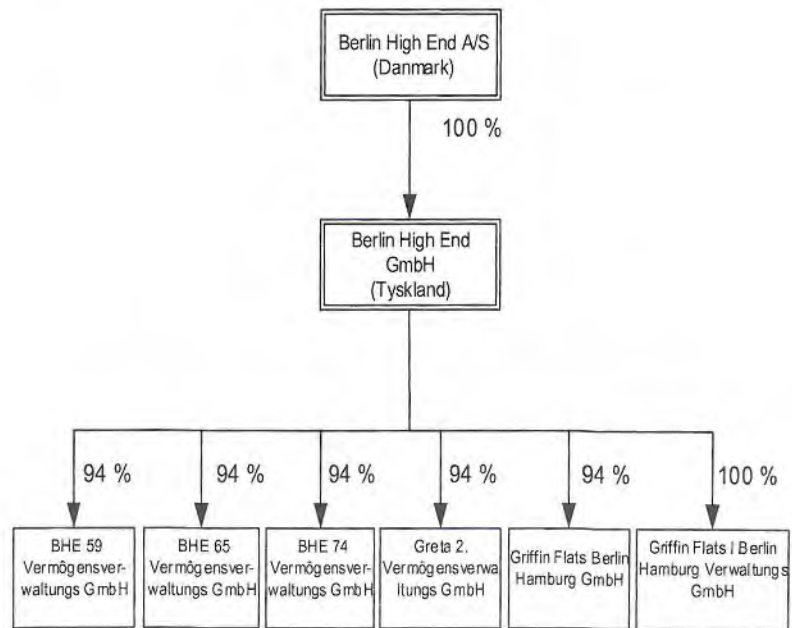 Berlin High End A/S
(Danmark)
100 %
Berlin High End
GmbH
(Tyskland)
94 %
94 %
94 %
94 %
94 %
100 %
BHE 59
Vermögensver-
waltungs GmbH
BHE 65
Vermögensver-
waltungs GmbH
BHE 74
Vermögensver-
waltungs GmbH
Greta 2.
Vermögensverwa
ltungs GmbH
Griffin Flats Berlin
Hamburg GmbH
Griffin Flats I Berlin
Hamburg Verwaltungs
GmbH